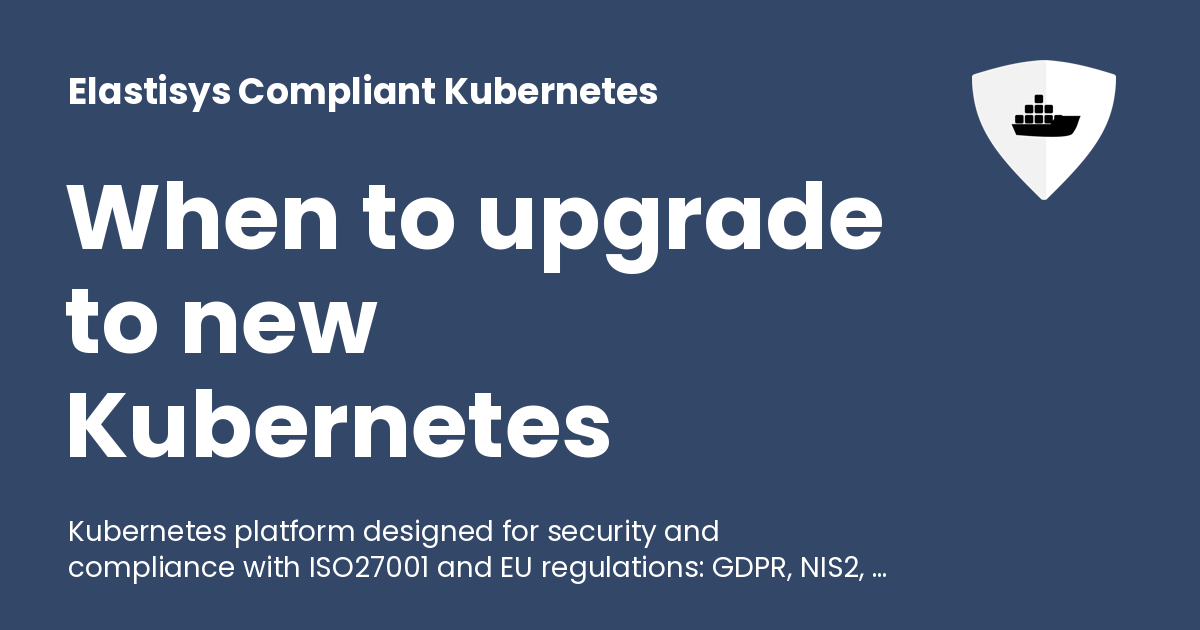 Elastisys Compliant Kubernetes
When to upgrade
to new
Kubernetes
Kubernetes platform designed for security and
compliance with ISO27001 and EU regulations: GDPR, NIS2, ...